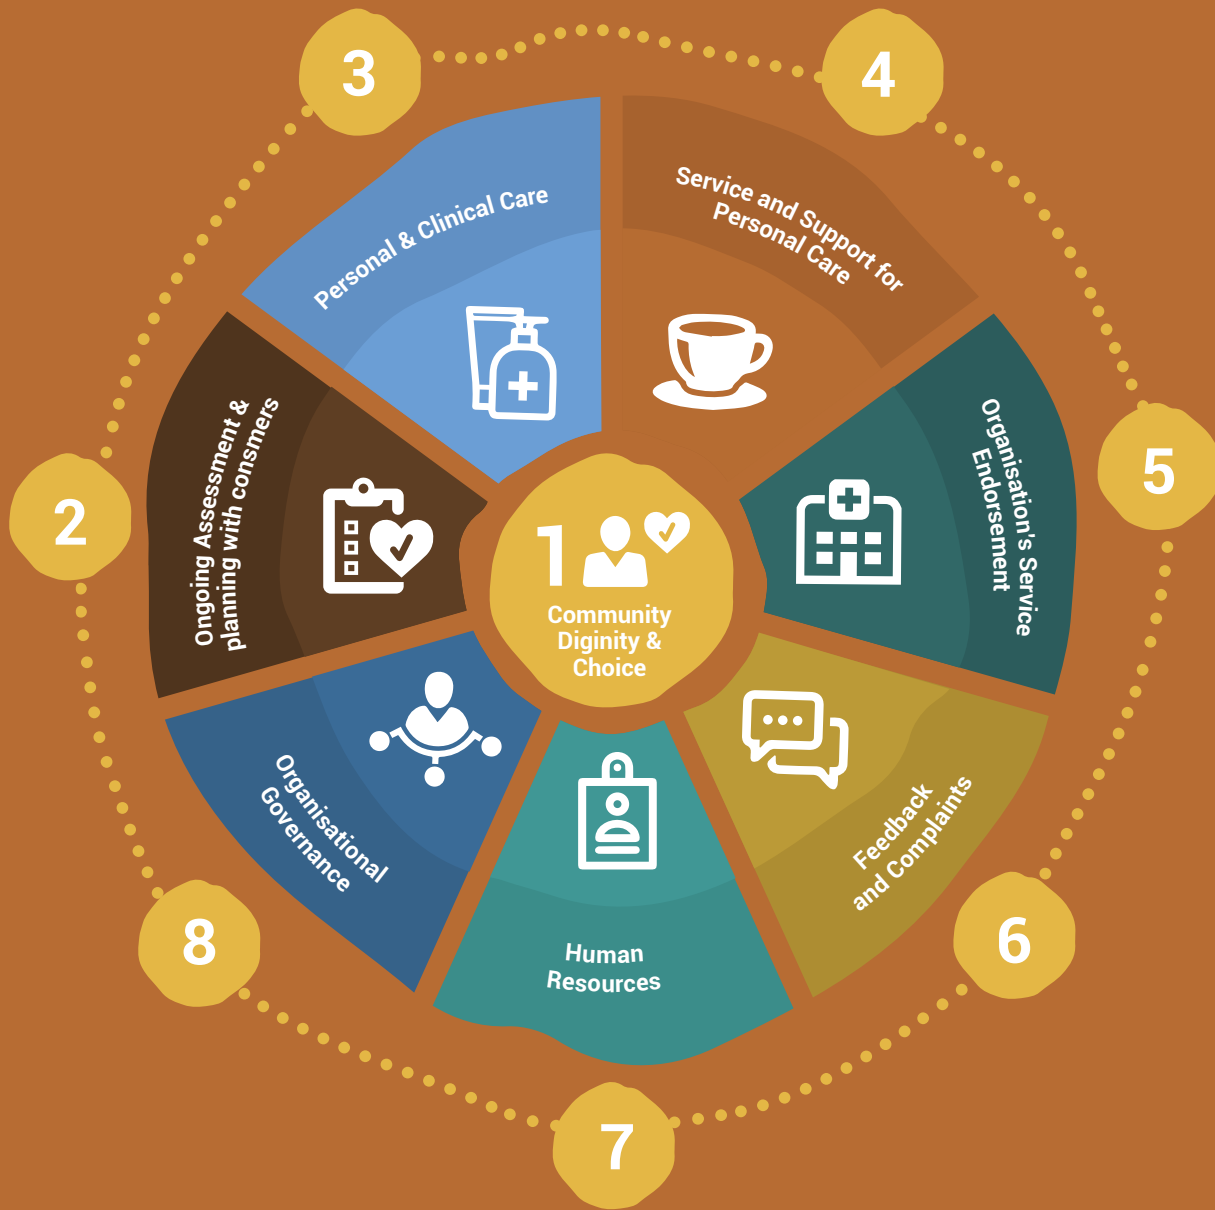 1
Community
Diginity &
Choice
2
Ongoing Assessment &
planning with consmers
3
Personal & Clinical Care
4
Service and Support for
Personal Care
5
Organisation's Service
Endorsement
6
Feedback
and Complaints
7
Human
Resources
8
Organisational
Governance